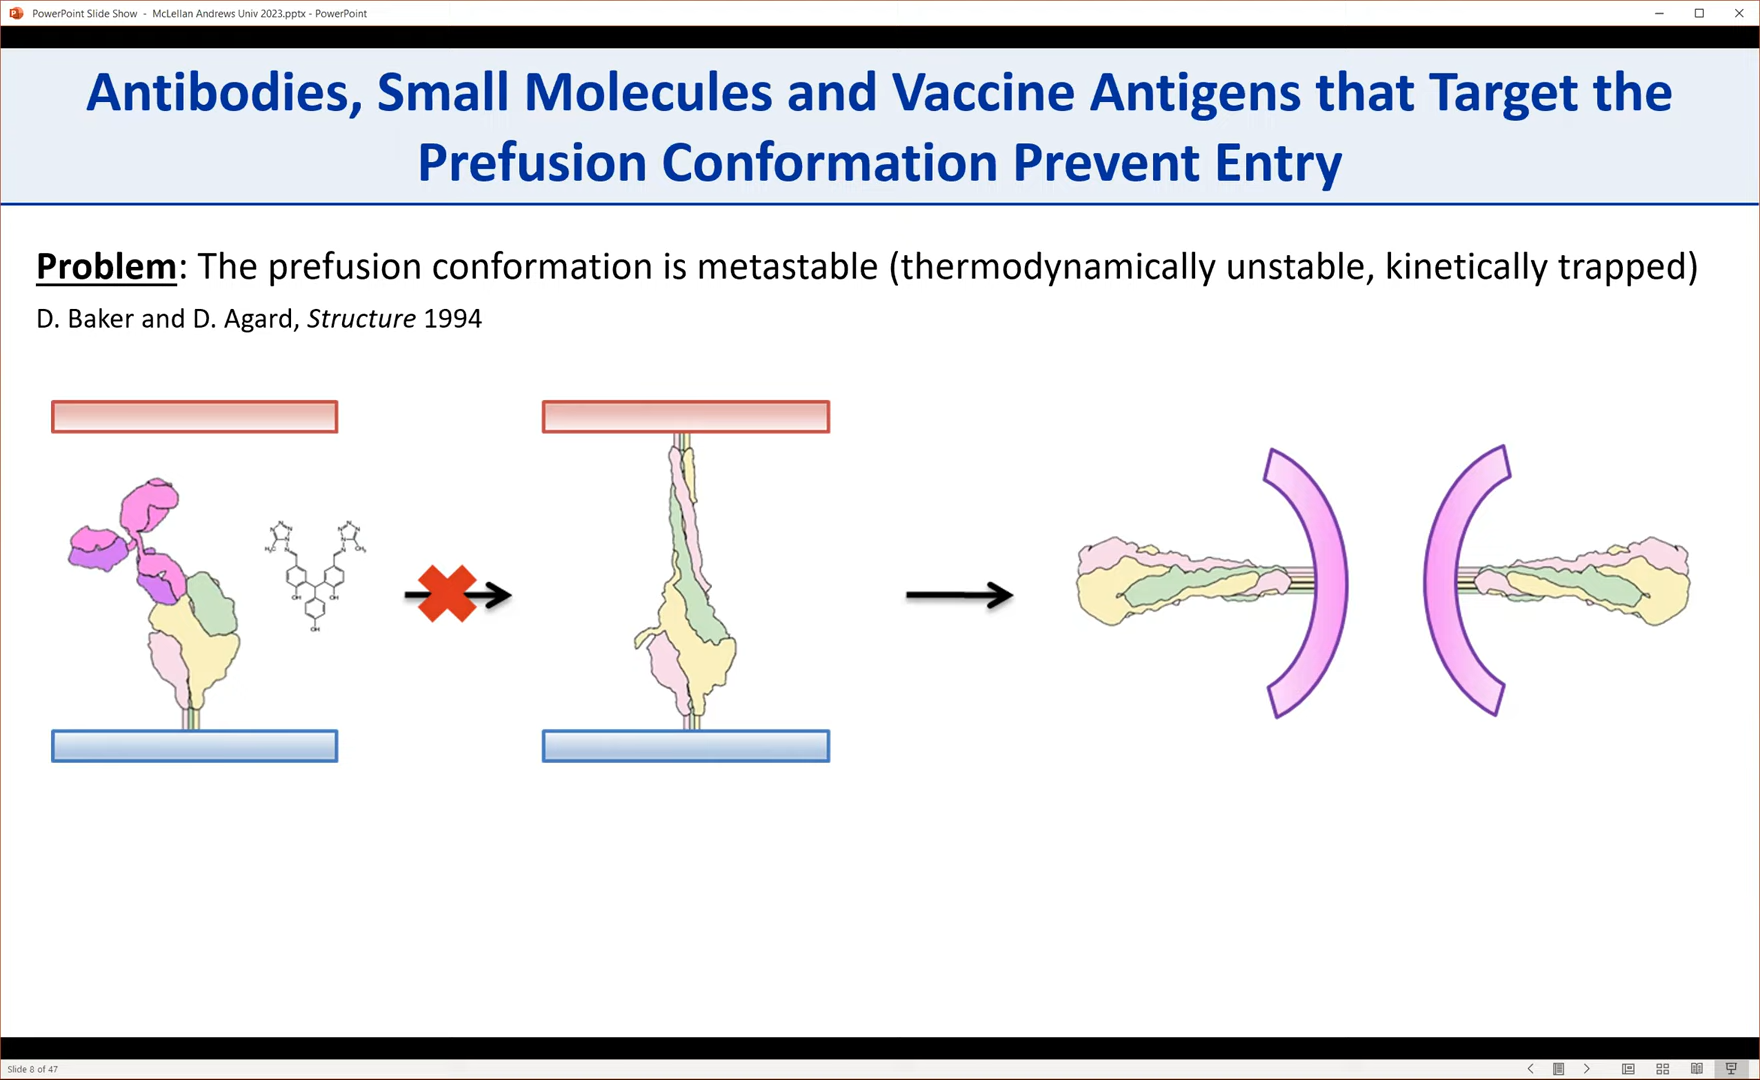 PowerPoint Slide Show - McLellan Andrews Univ 2023.pptx - PowerPoint
Antibodies, Small Molecules and Vaccine Antigens that Target the
Prefusion Conformation Prevent Entry
Problem: The prefusion conformation is metastable (thermodynamically unstable, kinetically trapped)
D. Baker and D. Agard, Structure 1994
Slide 8 of 47